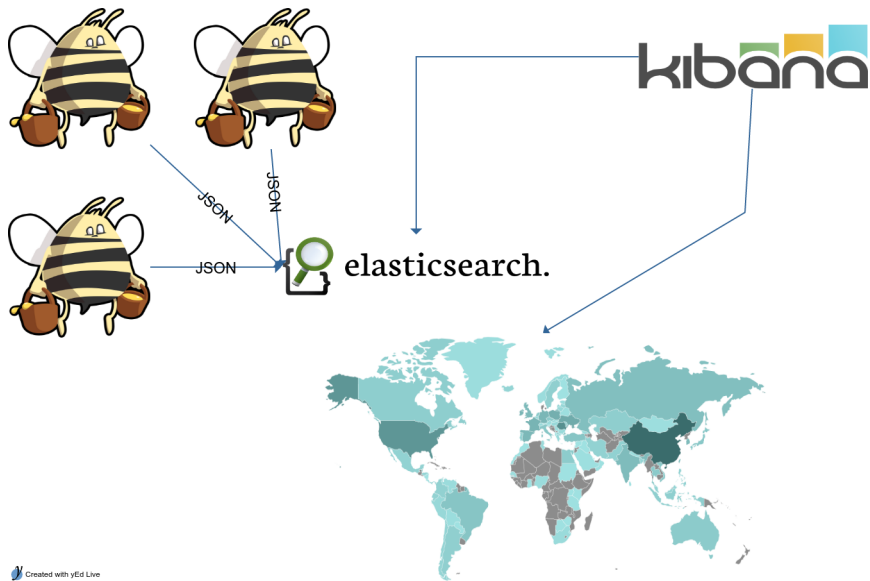 kibana
JSON
JSON
JSON
elasticsearch.
Created with yEd Live